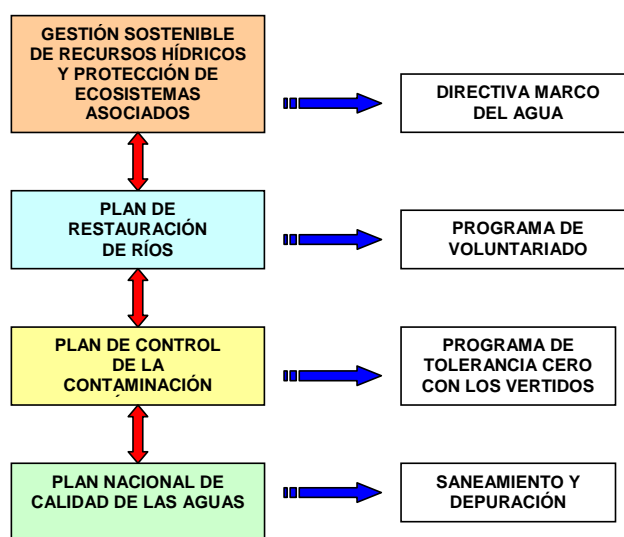 GESTIÓN SOSTENIBLE
DE RECURSOS HÍDRICOS
Y PROTECCIÓN DE
ECOSISTEMAS
ASOCIADOS
DIRECTIVA MARCO
DEL AGUA
PLAN DE
RESTAURACIÓN
DE RÍOS
PROGRAMA DE
VOLUNTARIADO
PLAN DE CONTROL
DE LA
CONTAMINACIÓN
PROGRAMA DE
TOLERANCIA CERO
CON LOS VERTIDOS
PLAN NACIONAL DE
CALIDAD DE LAS AGUAS
SANEAMIENTO Y
DEPURACIÓN